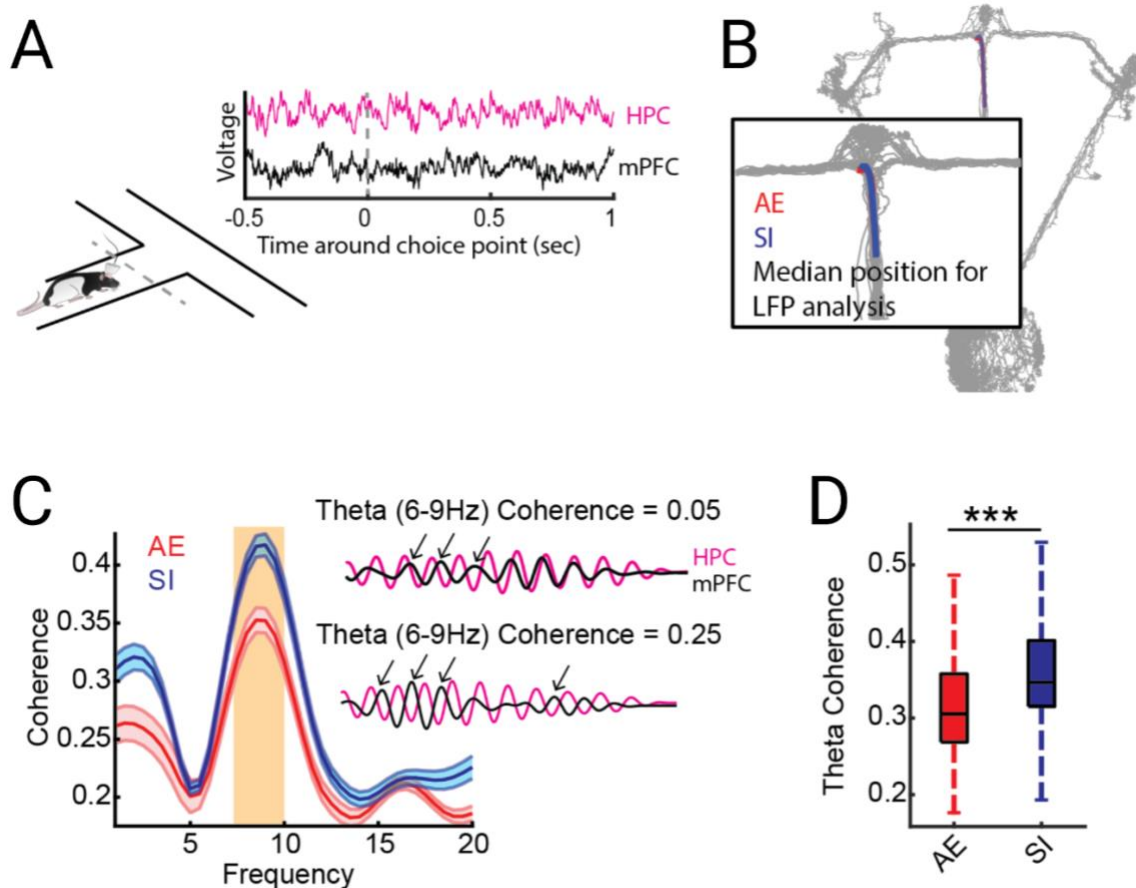 A
Voltage
HPC
mPFC
-0.5 0 0.5 1
Time around choice point (sec)
B
AE
SI
Median position for
LFP analysis
C
Coherence
0.4
0.35
0.3
0.25
0.2
AE
SI
5 10 15 20
Frequency
Theta (6-9Hz) Coherence = 0.05
HPC
mPFC
Theta (6-9Hz) Coherence = 0.25
D
***
Theta Coherence
0.5
0.4
0.3
0.2
AE SI